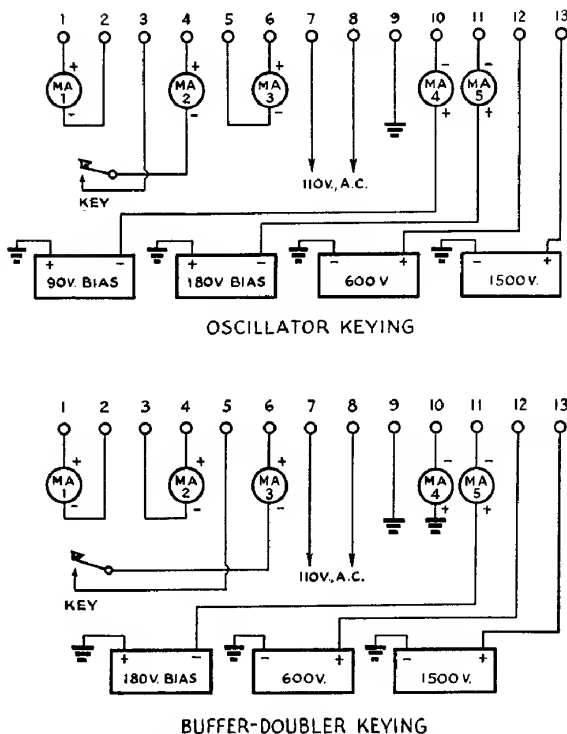 1 2 3 4 5 6 7 8 9 10 11 12 13
+ + + - -
MA 1 MA 2 MA 3 MA 4 MA 5
- - - + +
KEY
110V., A.C.
+ - + - - + - +
90V. BIAS 180V. BIAS 600 V 1500V.
OSCILLATOR KEYING
1 2 3 4 5 6 7 8 9 10 11 12 13
+ + + - -
MA 1 MA 2 MA 3 MA 4 MA 5
- - - + +
KEY
110V., A.C.
+ - - + - +
180V. BIAS 600V. 1500V.
BUFFER-DOUBLER KEYING